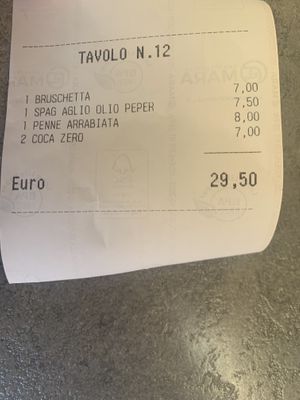 TAVOLO N.12
1 BRUSCHETTA 7,00
1 SPAG AGLIO OLIO PEPER 7,50
1 PENNE ARRABIATA 8,00
2 COCA ZERO 7,00
Euro 29,50